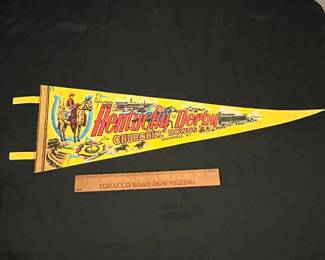 Kentucky Derby
CHURCHILL DOWNS
LOUISVILLE, KY.
TOBACCO ROAD DOWNSIZING